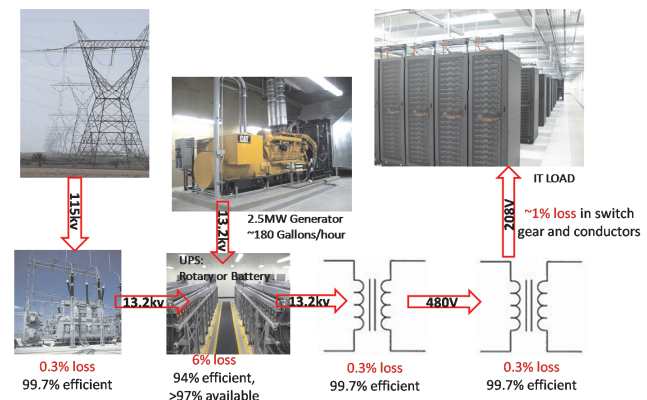 115kv
CAT
2.5MW Generator
~180 Gallons/hour
13.2kv
IT LOAD
208V
~1% loss in switch
gear and conductors
UPS:
Rotary or Battery
13.2kv
13.2kv
480V
0.3% loss
99.7% efficient
6% loss
94% efficient,
>97% available
0.3% loss
99.7% efficient
0.3% loss
99.7% efficient